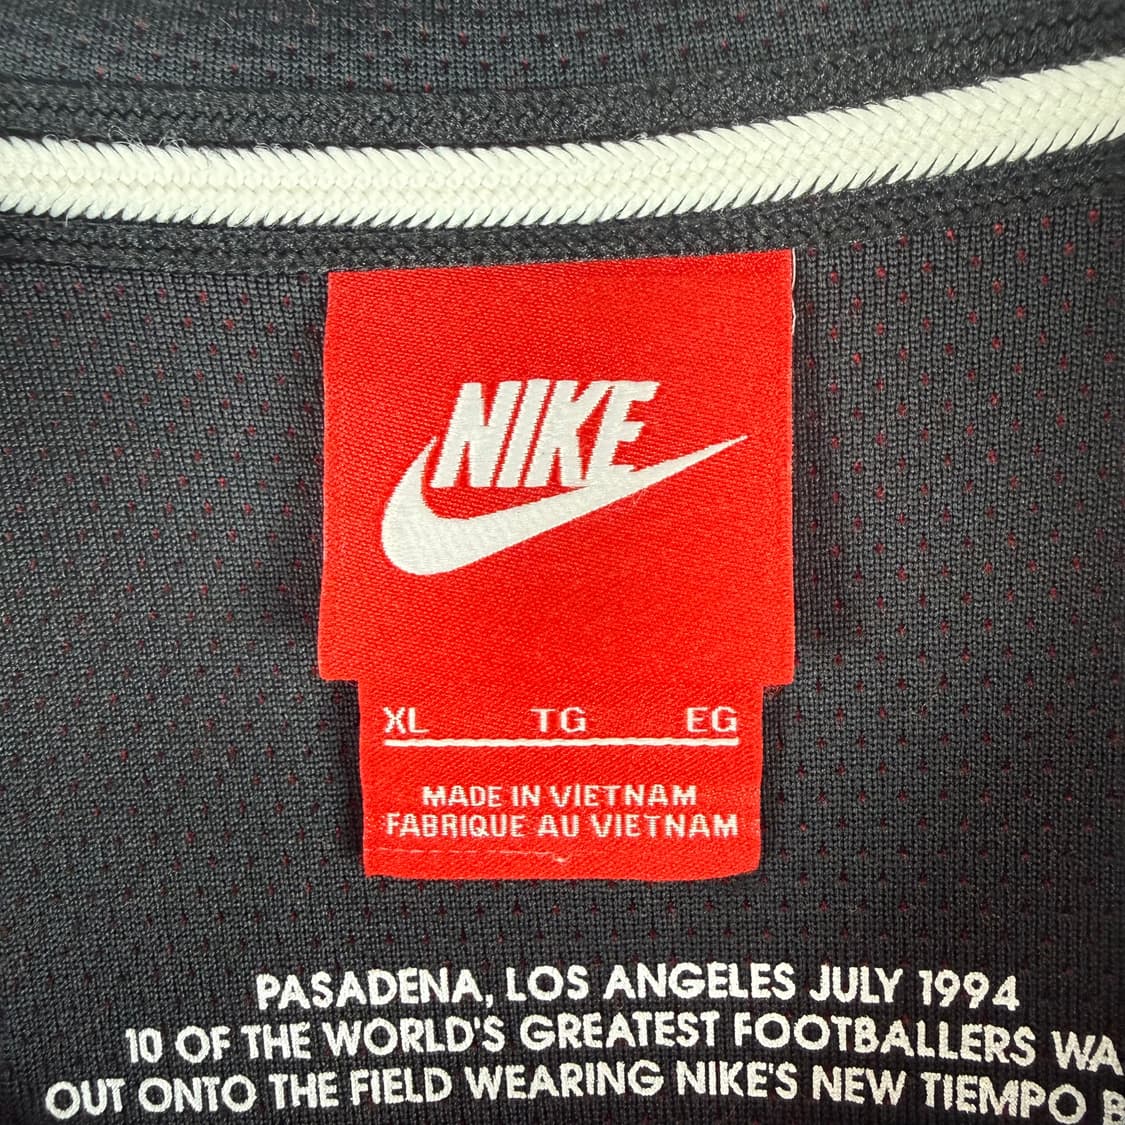 NIKE
XL TG EG
MADE IN VIETNAM
FABRIQUE AU VIETNAM
PASADENA, LOS ANGELES JULY 1994
10 OF THE WORLD'S GREATEST FOOTBALLERS WA
OUT ONTO THE FIELD WEARING NIKE'S NEW TIEMPO B